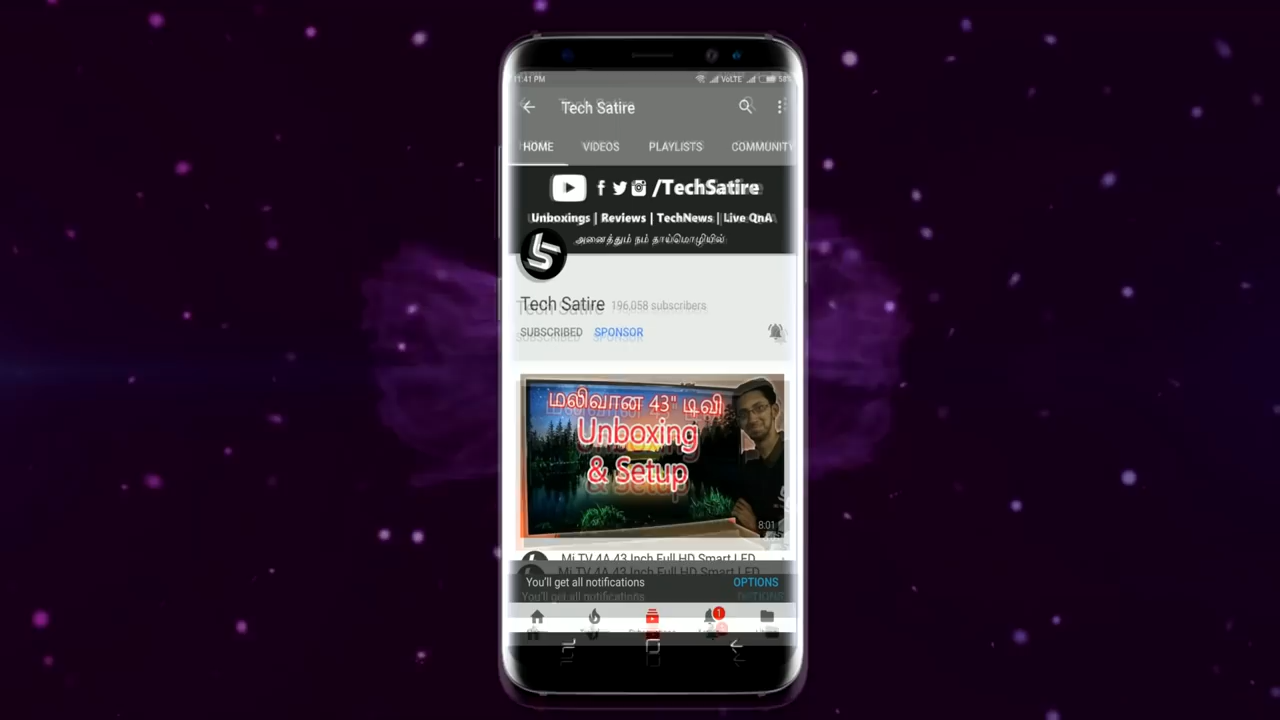 11:41 PM VoLTE 58%
Tech Satire
HOME VIDEOS PLAYLISTS COMMUNITY
/TechSatire
Unboxings | Reviews | TechNews | Live QnA
அனைத்தும் நம் தாய்மொழியில்
Tech Satire 196,058 subscribers
SUBSCRIBED SPONSOR
மலிவான 43" டிவி
Unboxing
& Setup
8:01
Mi TV 4A 43 Inch Full HD Smart LED
You'll get all notifications OPTIONS
1